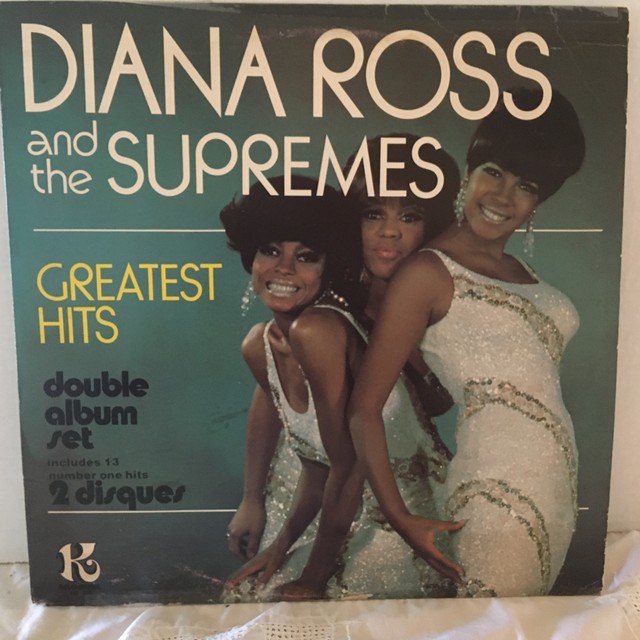 DIANA ROSS
and
the SUPREMES
GREATEST
HITS
double
album
set
includes 13
number one hits
2 disques
K